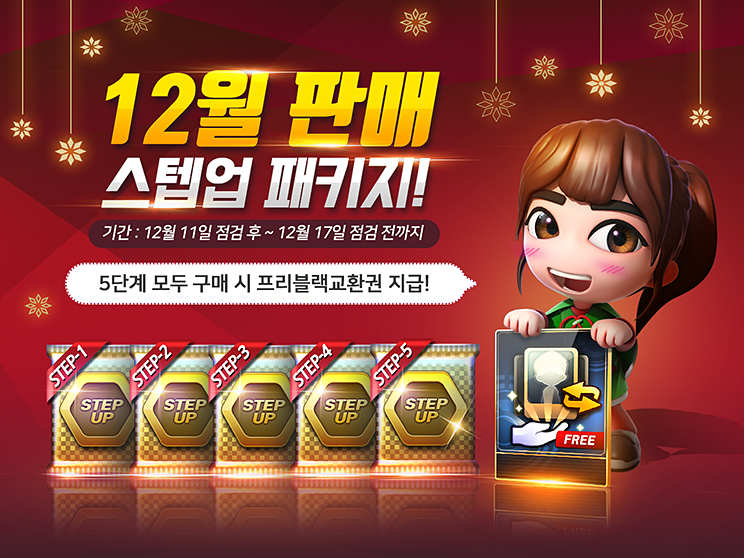 12월 판매
스텝업 패키지!
기간 : 12월 11일 점검 후 ~ 12월 17일 점검 전까지
5단계 모두 구매 시 프리블랙교환권 지급!
STEP-1
STEP-2
STEP-3
STEP-4
STEP-5
STEP UP
STEP UP
STEP UP
STEP UP
STEP UP
FREE